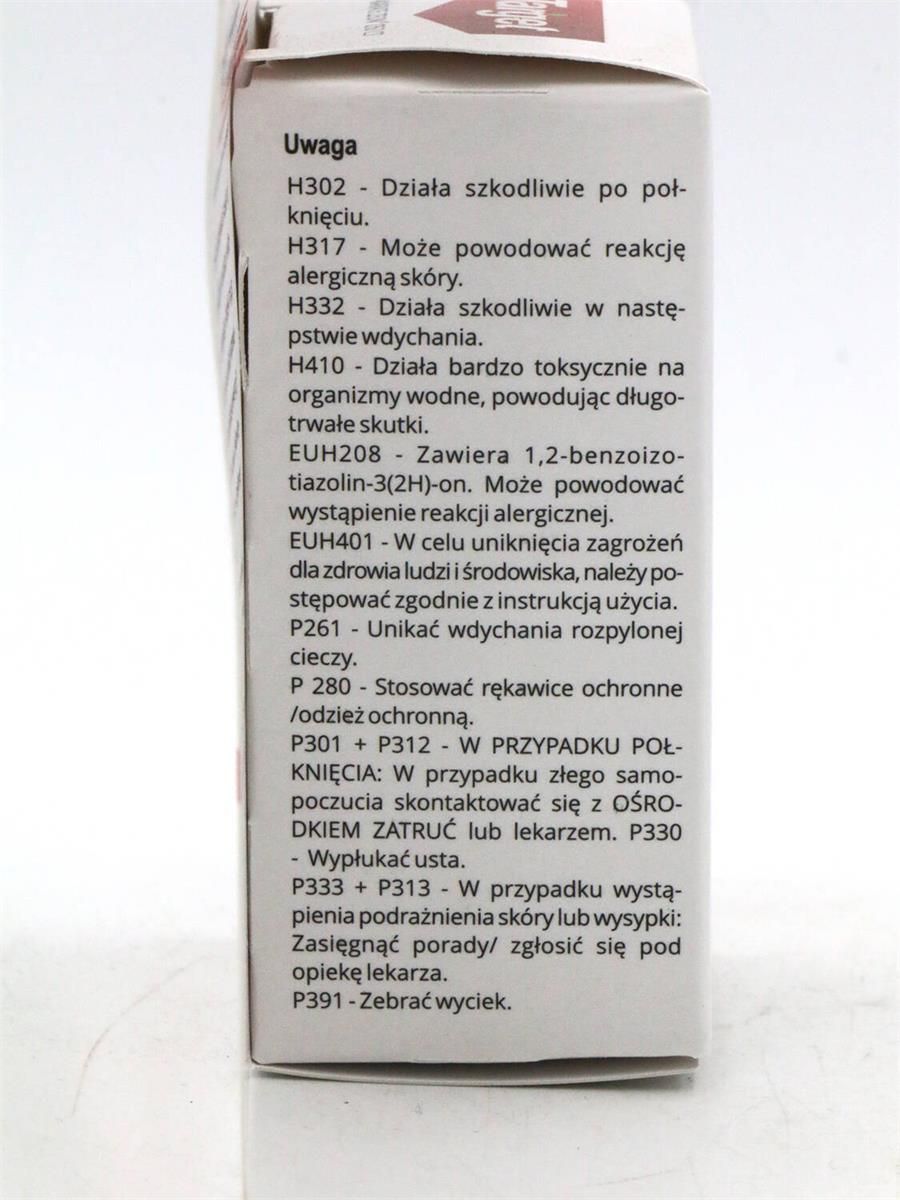 Target
Uwaga
H302 - Działa szkodliwie po poł-
knięciu.
H317 - Może powodować reakcję
alergiczną skóry.
H332 - Działa szkodliwie w nastę-
pstwie wdychania.
H410 - Działa bardzo toksycznie na
organizmy wodne, powodując długo-
trwałe skutki.
EUH208 - Zawiera 1,2-benzoizo-
tiazolin-3(2H)-on. Może powodować
wystąpienie reakcji alergicznej.
EUH401 - W celu uniknięcia zagrożeń
dla zdrowia ludzi i środowiska, należy po-
stępować zgodnie z instrukcją użycia.
P261 - Unikać wdychania rozpylonej
cieczy.
P 280 - Stosować rękawice ochronne
/odzież ochronną.
P301 + P312 - W PRZYPADKU POŁ-
KNIĘCIA: W przypadku złego samo-
poczucia skontaktować się z OŚRO-
DKIEM ZATRUĆ lub lekarzem. P330
- Wypłukać usta.
P333 + P313 - W przypadku wystą-
pienia podrażnienia skóry lub wysypki:
Zasięgnąć porady/ zgłosić się pod
opiekę lekarza.
P391 - Zebrać wyciek.